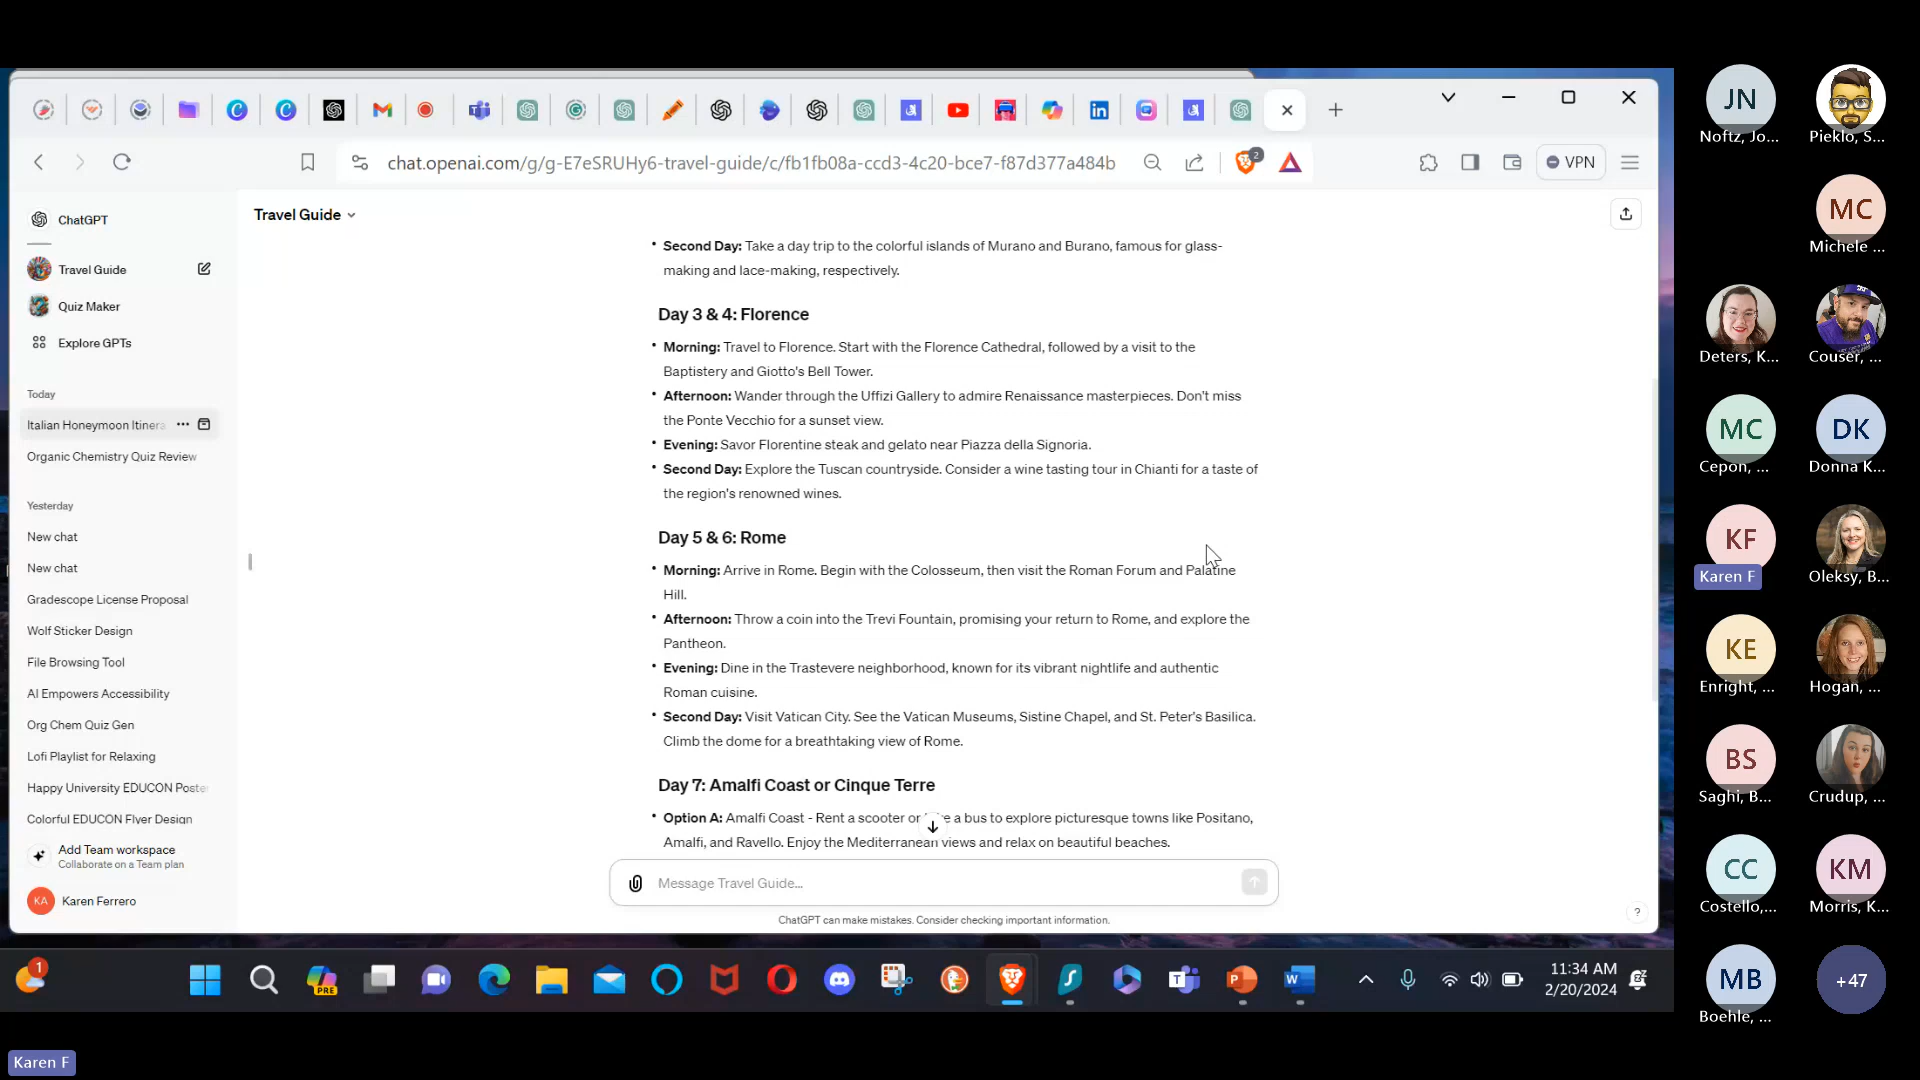 chat.openai.com/g/g-E7eSRUHy6-travel-guide/c/fb1fb08a-ccd3-4c20-bce7-f87d377a484b
2
VPN
ChatGPT
Travel Guide
Quiz Maker
Explore GPTs
Today
Italian Honeymoon Itinera
Organic Chemistry Quiz Review
Yesterday
New chat
New chat
Gradescope License Proposal
Wolf Sticker Design
File Browsing Tool
AI Empowers Accessibility
Org Chem Quiz Gen
Lofi Playlist for Relaxing
Happy University EDUCON Poste
Colorful EDUCON Flyer Design
Add Team workspace
Collaborate on a Team plan
KA Karen Ferrero
Travel Guide
• Second Day: Take a day trip to the colorful islands of Murano and Burano, famous for glass-
making and lace-making, respectively.
Day 3 & 4: Florence
• Morning: Travel to Florence. Start with the Florence Cathedral, followed by a visit to the
Baptistery and Giotto's Bell Tower.
• Afternoon: Wander through the Uffizi Gallery to admire Renaissance masterpieces. Don't miss
the Ponte Vecchio for a sunset view.
• Evening: Savor Florentine steak and gelato near Piazza della Signoria.
• Second Day: Explore the Tuscan countryside. Consider a wine tasting tour in Chianti for a taste of
the region's renowned wines.
Day 5 & 6: Rome
• Morning: Arrive in Rome. Begin with the Colosseum, then visit the Roman Forum and Palatine
Hill.
• Afternoon: Throw a coin into the Trevi Fountain, promising your return to Rome, and explore the
Pantheon.
• Evening: Dine in the Trastevere neighborhood, known for its vibrant nightlife and authentic
Roman cuisine.
• Second Day: Visit Vatican City. See the Vatican Museums, Sistine Chapel, and St. Peter's Basilica.
Climb the dome for a breathtaking view of Rome.
Day 7: Amalfi Coast or Cinque Terre
• Option A: Amalfi Coast - Rent a scooter or a bus to explore picturesque towns like Positano,
Amalfi, and Ravello. Enjoy the Mediterranean views and relax on beautiful beaches.
Message Travel Guide...
ChatGPT can make mistakes. Consider checking important information.
?
1
PRE
11:34 AM
2/20/2024
Karen F
JN
Noftz, Jo...
Pieklo, S...
MC
Michele ...
Deters, K...
Couser, ...
MC
Cepon, ...
DK
Donna K...
KF
Karen F
Oleksy, B...
KE
Enright, ...
Hogan, ...
BS
Saghi, B...
Crudup, ...
CC
Costello,...
KM
Morris, K...
MB
Boehle, ...
+47